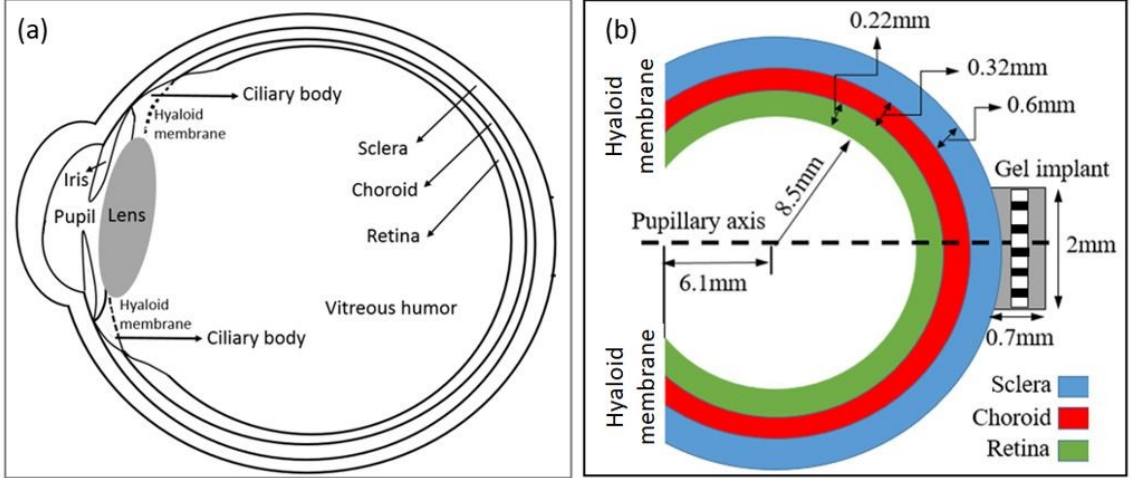 (a)
Ciliary body
Hyaloid
membrane
Sclera
Iris
Choroid
Pupil
Lens
Retina
Hyaloid
membrane
Vitreous humor
Ciliary body
(b)
0.22mm
0.32mm
0.6mm
Hyaloid
membrane
Gel implant
8.5mm
Pupillary axis
2mm
6.1mm
0.7mm
Hyaloid
membrane
Sclera
Choroid
Retina